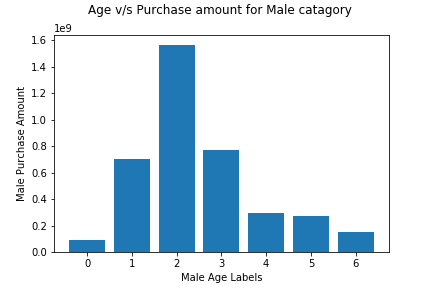 Age v/s Purchase amount for Male catagory
1e9
1.6
1.4
1.2
1.0
0.8
0.6
0.4
0.2
0.0
Male Purchase Amount
0 1 2 3 4 5 6
Male Age Labels